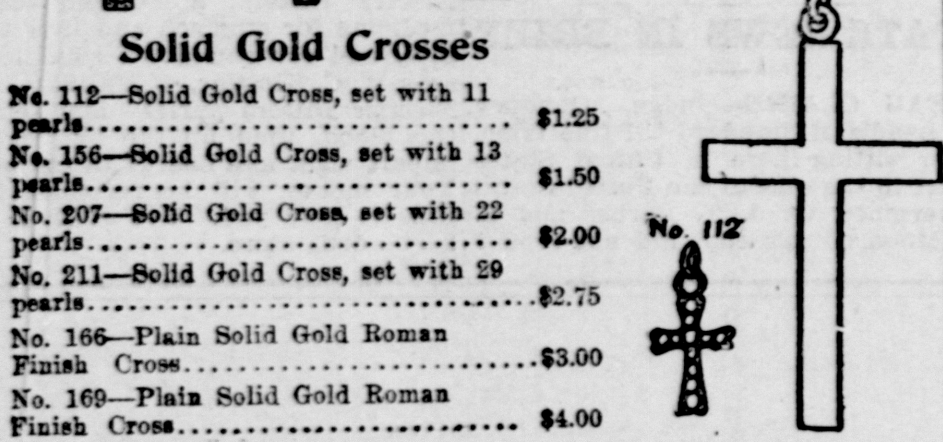 Solid Gold Crosses
No. 112—Solid Gold Cross, set with 11
pearls.............................. $1.25
No. 156—Solid Gold Cross, set with 13
pearls.............................. $1.50
No. 207—Solid Gold Cross, set with 22
pearls.............................. $2.00
No. 211—Solid Gold Cross, set with 29
pearls................................$2.75
No. 166—Plain Solid Gold Roman
Finish Cross.........................$3.00
No. 169—Plain Solid Gold Roman
Finish Cross........................ $4.00
No. 112